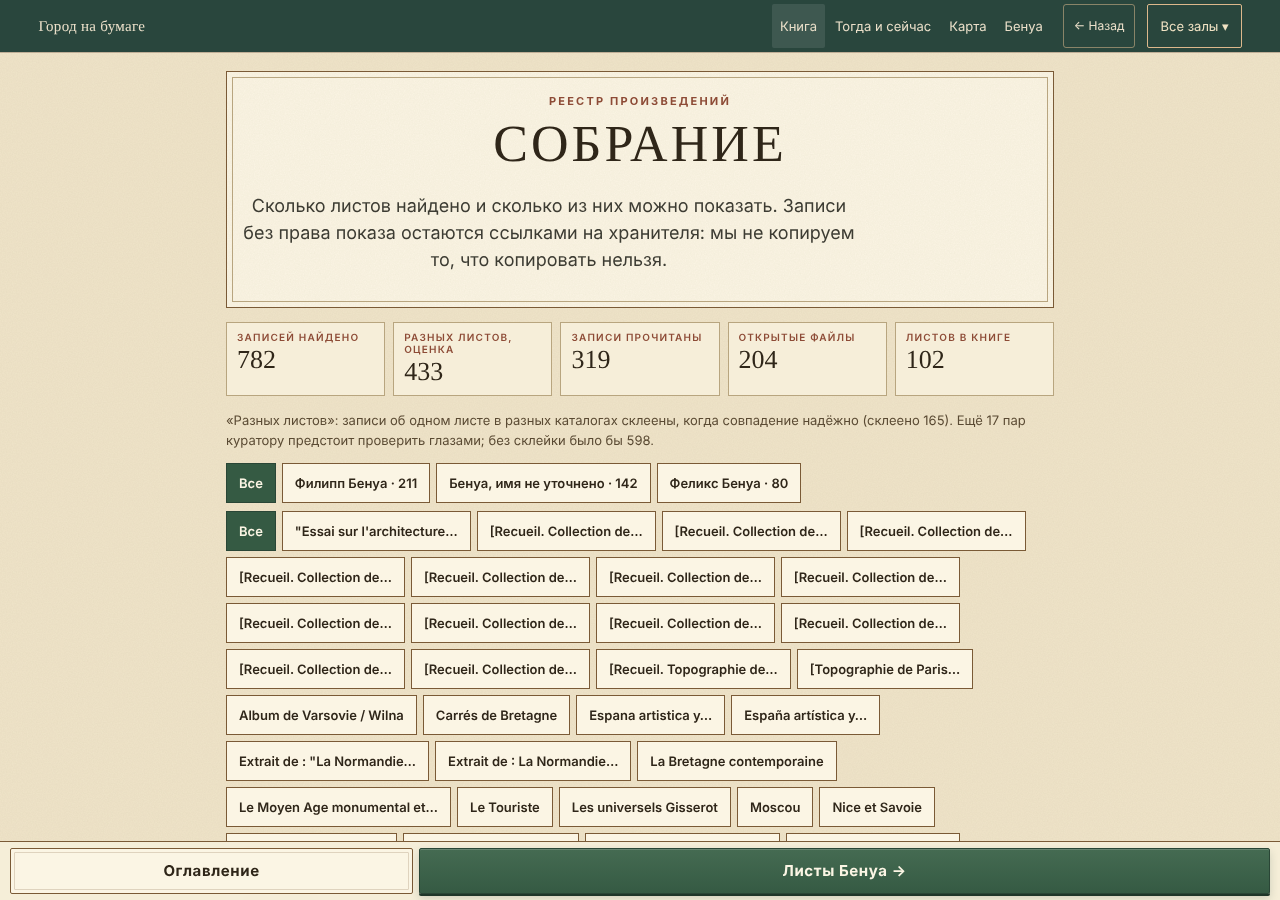 Город на бумаге
Книга Тогда и сейчас Карта Бенуа ← Назад Все залы ▾
РЕЕСТР ПРОИЗВЕДЕНИЙ
СОБРАНИЕ
Сколько листов найдено и сколько из них можно показать. Записи
без права показа остаются ссылками на хранителя: мы не копируем
то, что копировать нельзя.
ЗАПИСЕЙ НАЙДЕНО
782
РАЗНЫХ ЛИСТОВ,
ОЦЕНКА
433
ЗАПИСИ ПРОЧИТАНЫ
319
ОТКРЫТЫЕ ФАЙЛЫ
204
ЛИСТОВ В КНИГЕ
102
«Разных листов»: записи об одном листе в разных каталогах склеены, когда совпадение надёжно (склеено 165). Ещё 17 пар
куратору предстоит проверить глазами; без склейки было бы 598.
Все Филипп Бенуа · 211 Бенуа, имя не уточнено · 142 Феликс Бенуа · 80
Все "Essai sur l'architecture... [Recueil. Collection de... [Recueil. Collection de... [Recueil. Collection de...
[Recueil. Collection de... [Recueil. Collection de... [Recueil. Collection de... [Recueil. Collection de...
[Recueil. Collection de... [Recueil. Collection de... [Recueil. Collection de... [Recueil. Collection de...
[Recueil. Collection de... [Recueil. Collection de... [Recueil. Topographie de... [Topographie de Paris...
Album de Varsovie / Wilna Carrés de Bretagne Espana artistica y... España artística y...
Extrait de : "La Normandie... Extrait de : La Normandie... La Bretagne contemporaine
Le Moyen Age monumental et... Le Touriste Les universels Gisserot Moscou Nice et Savoie
Оглавление Листы Бенуа →